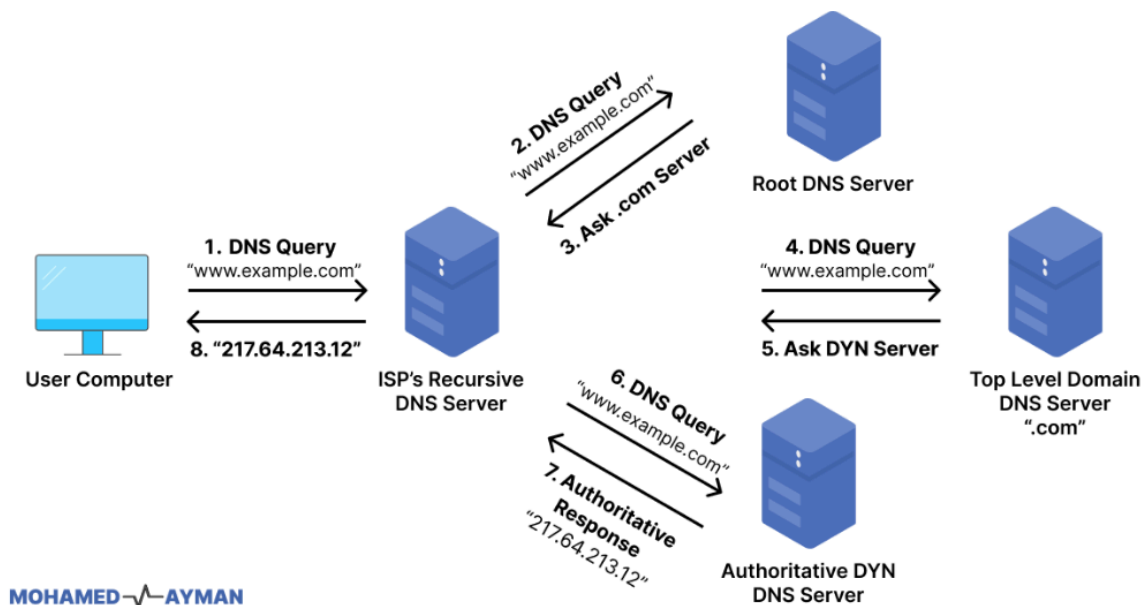 1. DNS Query
“www.example.com”
8. “217.64.213.12”
User Computer
ISP’s Recursive
DNS Server
2. DNS Query
“www.example.com”
3. Ask .com Server
Root DNS Server
4. DNS Query
“www.example.com”
5. Ask DYN Server
Top Level Domain
DNS Server
“.com”
6. DNS Query
“www.example.com”
7. Authoritative
Response
“217.64.213.12”
Authoritative DYN
DNS Server
MOHAMED AYMAN